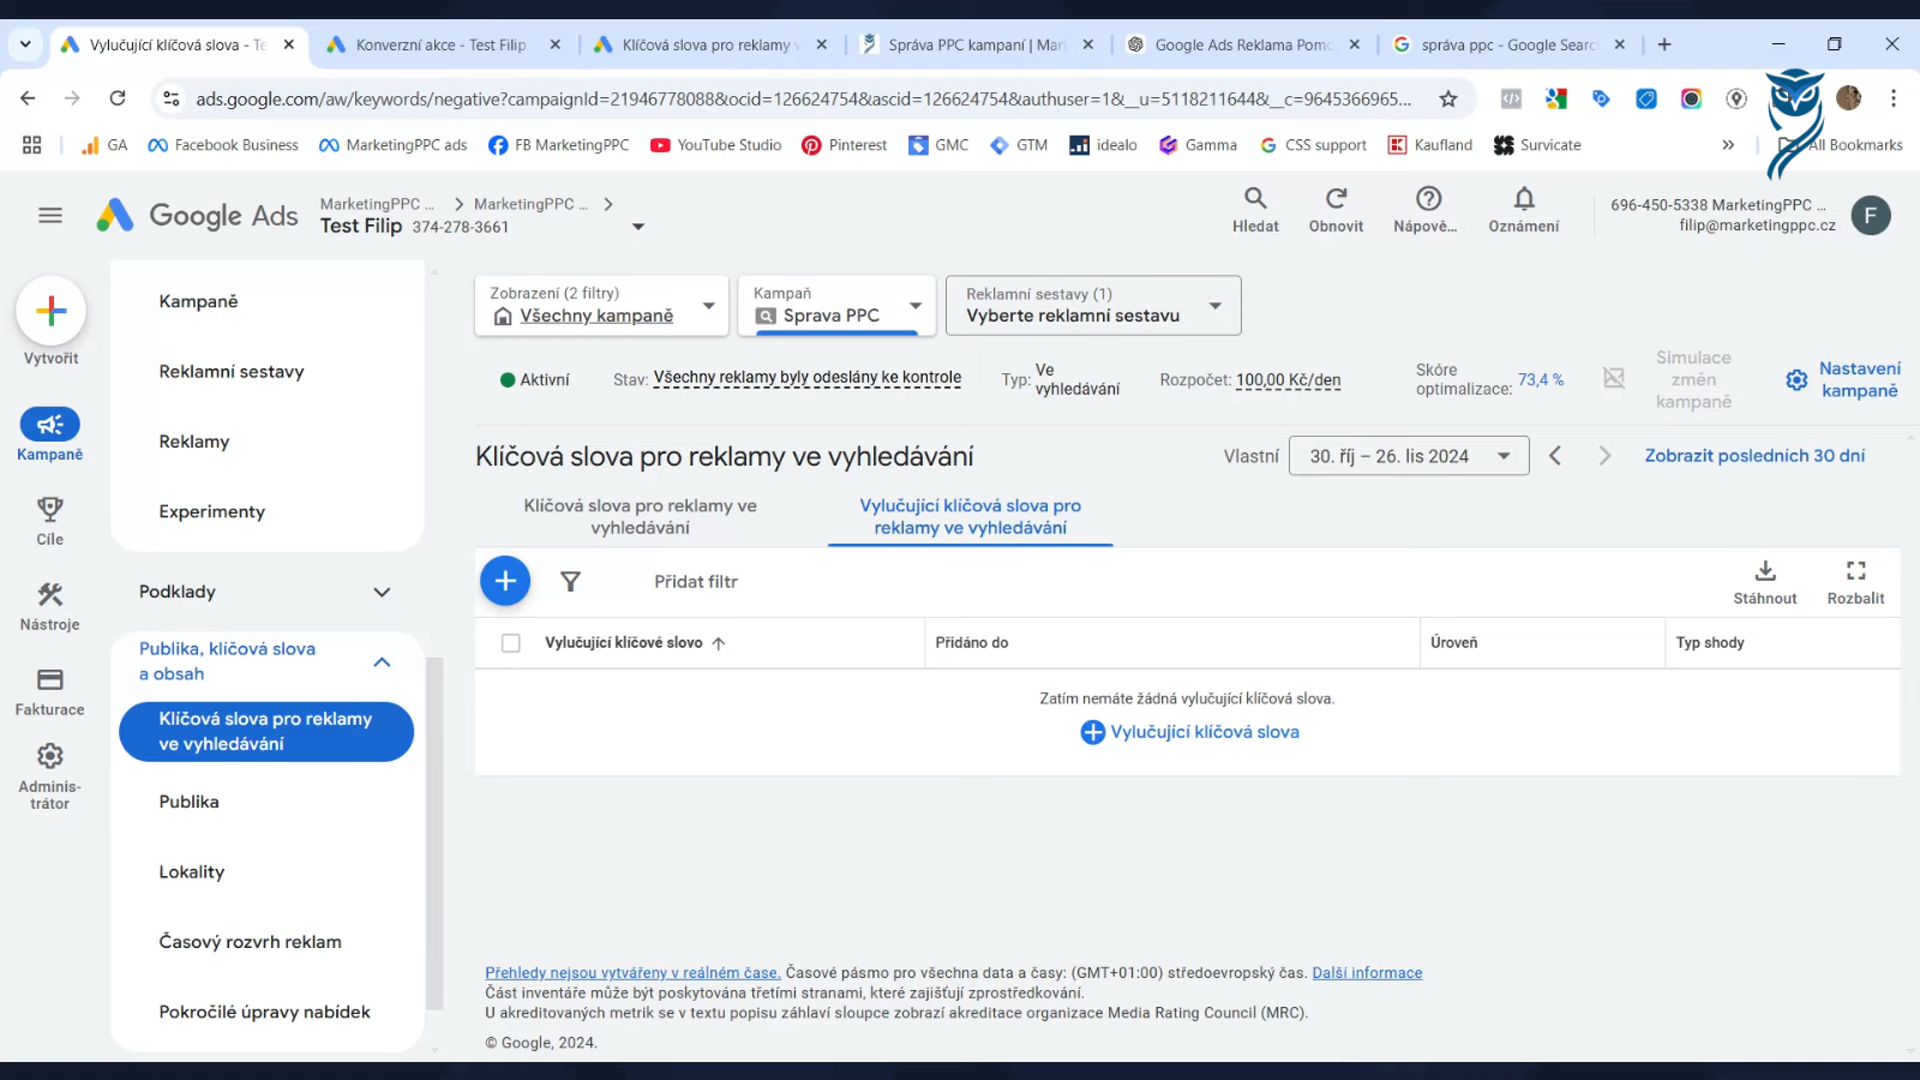 Vylučující klíčová slova - Te
Konverzní akce - Test Filip
Klíčová slova pro reklamy v
Správa PPC kampaní | Mar
Google Ads Reklama Pomo
správa ppc - Google Searc
ads.google.com/aw/keywords/negative?campaignId=21946778088&ocid=126624754&ascid=126624754&authuser=1&__u=5118211644&__c=9645366965...
GA
Facebook Business
MarketingPPC ads
FB MarketingPPC
YouTube Studio
Pinterest
GMC
GTM
idealo
Gamma
CSS support
Kaufland
Survicate
All Bookmarks
Google Ads
MarketingPPC ...
MarketingPPC ...
Test Filip 374-278-3661
Hledat
Obnovit
Nápově...
Oznámení
696-450-5338 MarketingPPC ...
filip@marketingppc.cz
F
Vytvořit
Kampaně
Cíle
Nástroje
Fakturace
Adminis-
trátor
Kampaně
Reklamní sestavy
Reklamy
Experimenty
Podklady
Publika, klíčová slova
a obsah
Klíčová slova pro reklamy
ve vyhledávání
Publika
Lokality
Časový rozvrh reklam
Pokročilé úpravy nabídek
Zobrazení (2 filtry)
Všechny kampaně
Kampaň
Sprava PPC
Reklamní sestavy (1)
Vyberte reklamní sestavu
Aktivní
Stav: Všechny reklamy byly odeslány ke kontrole
Typ: Ve
vyhledávání
Rozpočet: 100,00 Kč/den
Skóre
optimalizace: 73,4 %
Simulace
změn
kampaně
Nastavení
kampaně
Klíčová slova pro reklamy ve vyhledávání
Vlastní
30. říj – 26. lis 2024
Zobrazit posledních 30 dní
Klíčová slova pro reklamy ve
vyhledávání
Vylučující klíčová slova pro
reklamy ve vyhledávání
Přidat filtr
Stáhnout
Rozbalit
Vylučující klíčové slovo
Přidáno do
Úroveň
Typ shody
Zatím nemáte žádná vylučující klíčová slova.
Vylučující klíčová slova
Přehledy nejsou vytvářeny v reálném čase. Časové pásmo pro všechna data a časy: (GMT+01:00) středoevropský čas. Další informace
Část inventáře může být poskytována třetími stranami, které zajišťují zprostředkování.
U akreditovaných metrik se v textu popisu záhlaví sloupce zobrazí akreditace organizace Media Rating Council (MRC).
© Google, 2024.